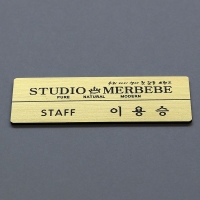 STUDIO MERBEBE
PURE NATURAL MODERN
STAFF 이용승